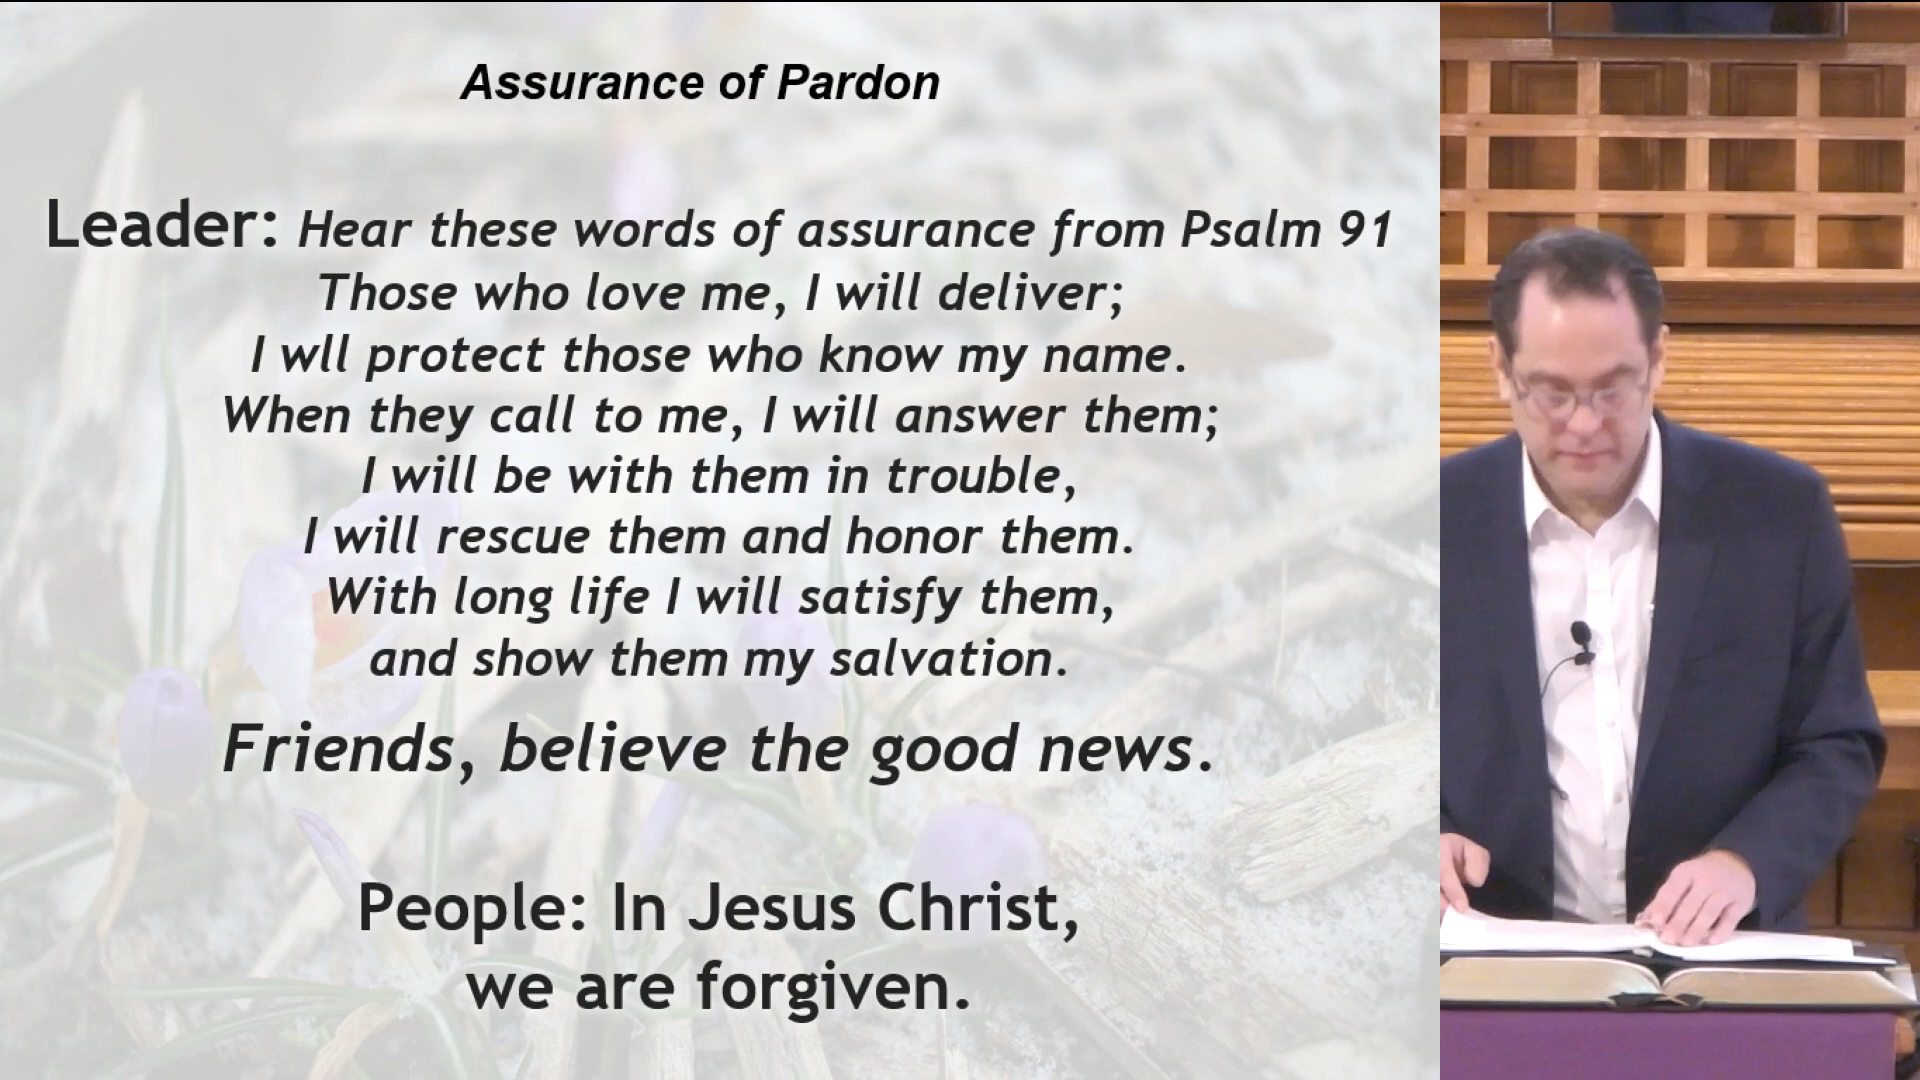 Assurance of Pardon
Leader: Hear these words of assurance from Psalm 91
Those who love me, I will deliver;
I wll protect those who know my name.
When they call to me, I will answer them;
I will be with them in trouble,
I will rescue them and honor them.
With long life I will satisfy them,
and show them my salvation.
Friends, believe the good news.
People: In Jesus Christ,
we are forgiven.